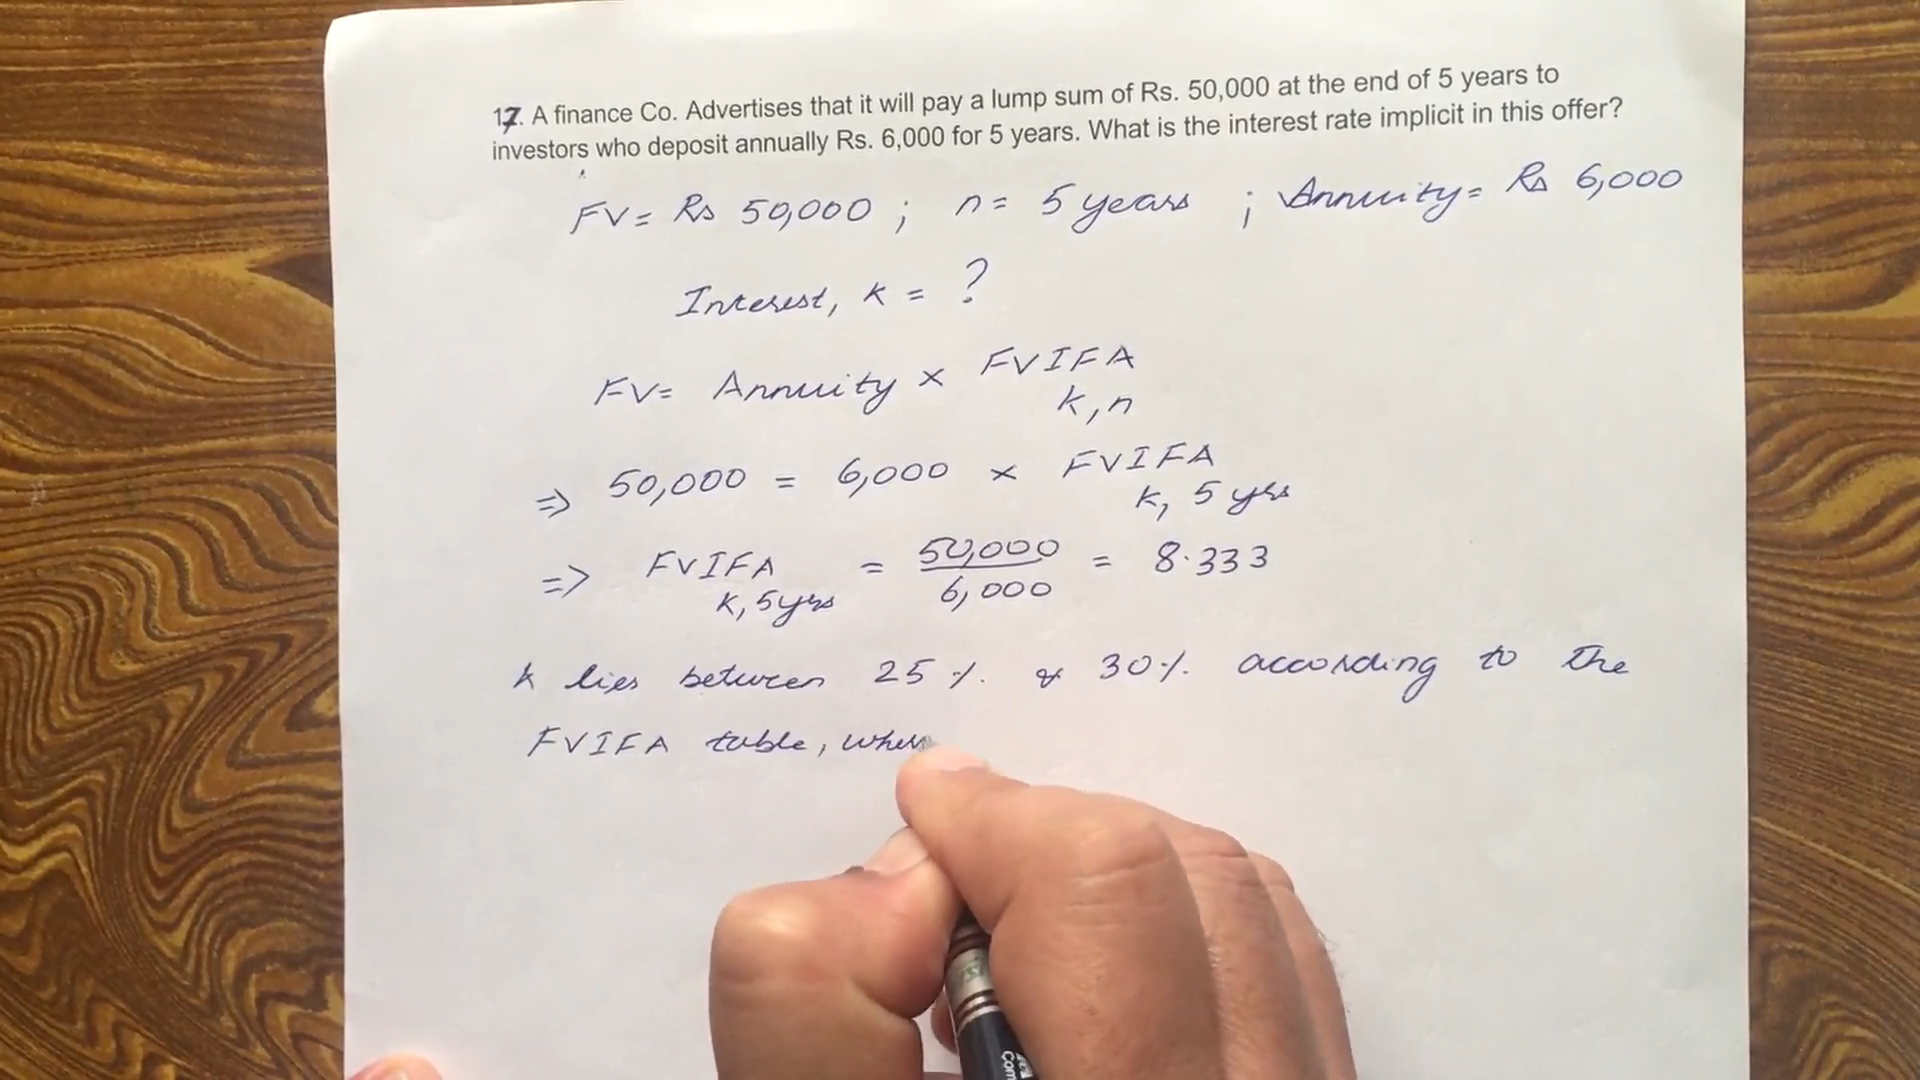 17. A finance Co. Advertises that it will pay a lump sum of Rs. 50,000 at the end of 5 years to
investors who deposit annually Rs. 6,000 for 5 years. What is the interest rate implicit in this offer?
FV = Rs 50,000 ; n = 5 years ; Annuity = Rs 6,000
Interest, k = ?
FV = Annuity × FVIFA
k, n
⇒ 50,000 = 6,000 × FVIFA
k, 5 yrs
⇒ FVIFA k, 5yrs = 50,000 / 6,000 = 8.333
k lies between 25 %. & 30 %. according to the
FVIFA table, wher
Com